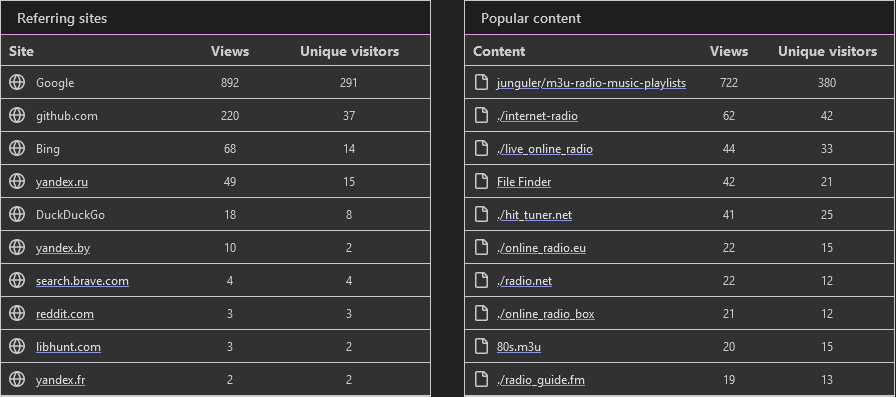 Referring sites
Site Views Unique visitors
Google 892 291
github.com 220 37
Bing 68 14
yandex.ru 49 15
DuckDuckGo 18 8
yandex.by 10 2
search.brave.com 4 4
reddit.com 3 3
libhunt.com 3 2
yandex.fr 2 2
Popular content
Content Views Unique visitors
junguler/m3u-radio-music-playlists 722 380
./internet-radio 62 42
./live_online_radio 44 33
File Finder 42 21
./hit_tuner.net 41 25
./online_radio.eu 22 15
./radio.net 22 12
./online_radio_box 21 12
80s.m3u 20 15
./radio_guide.fm 19 13